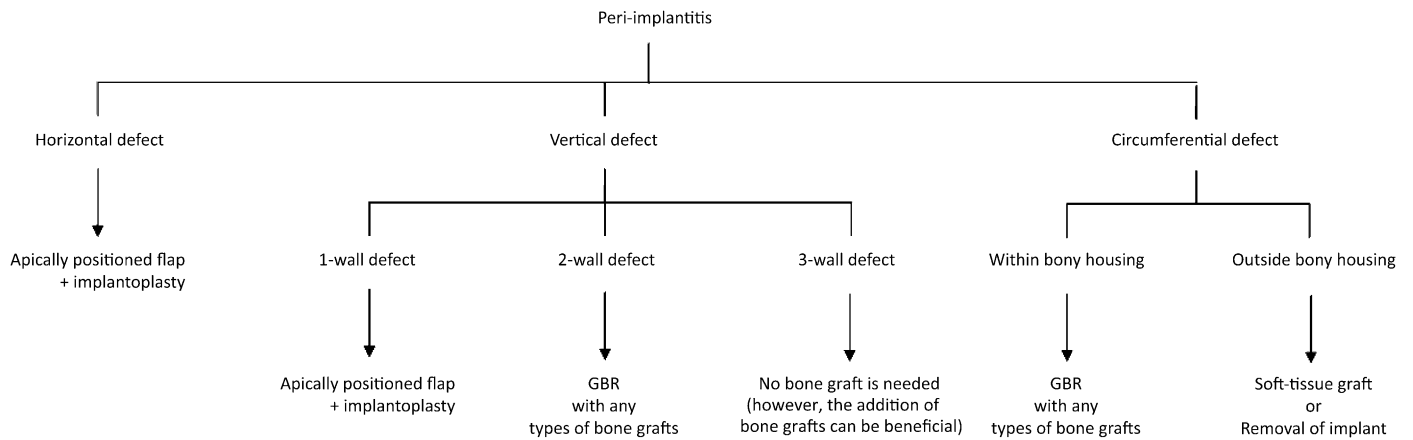 Peri-implantitis
Horizontal defect
Vertical defect
Circumferential defect
Apically positioned flap
+ implantoplasty
1-wall defect
2-wall defect
3-wall defect
Within bony housing
Outside bony housing
Apically positioned flap
+ implantoplasty
GBR
with any
types of bone grafts
No bone graft is needed
(however, the addition of
bone grafts can be beneficial)
GBR
with any
types of bone grafts
Soft-tissue graft
or
Removal of implant